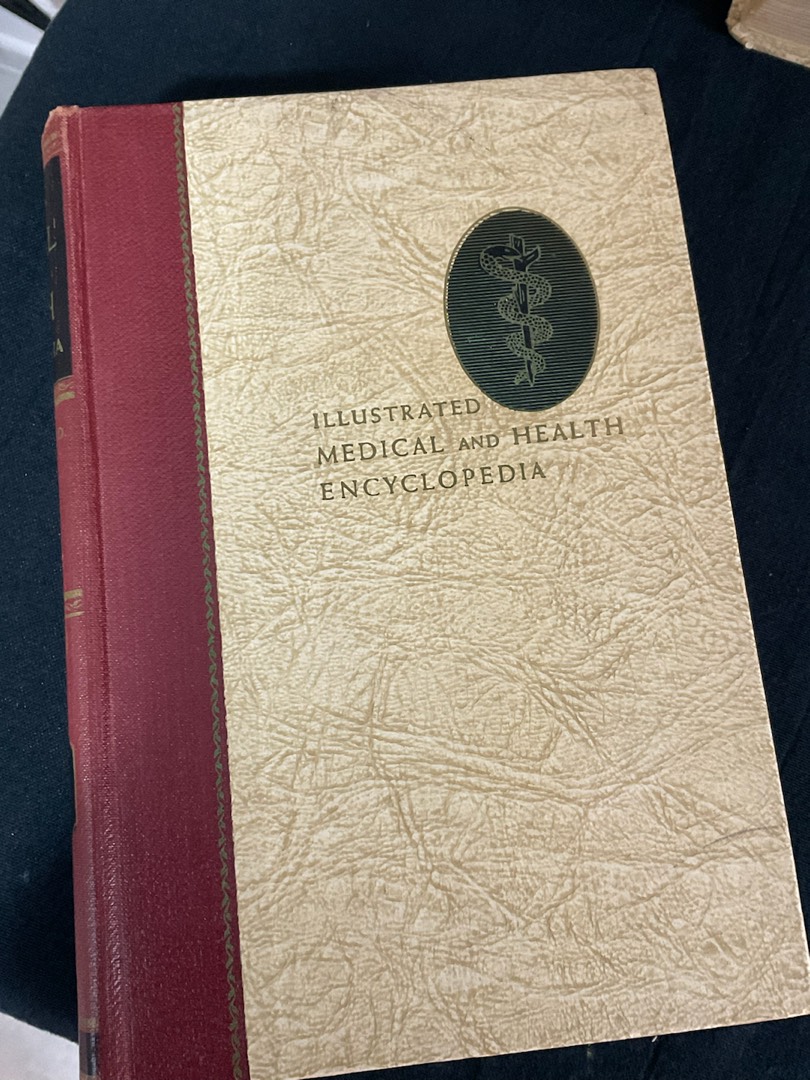 ILLUSTRATED
MEDICAL AND HEALTH
ENCYCLOPEDIA